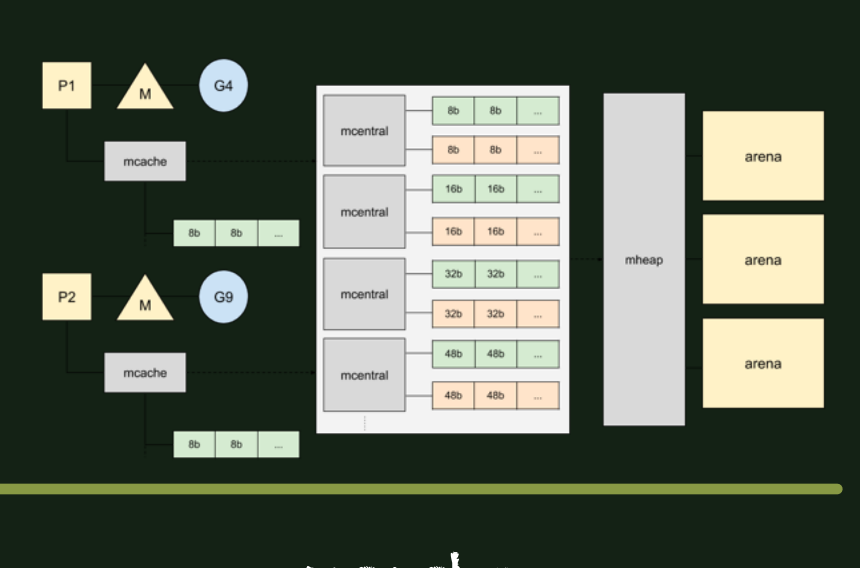 P1
M
G4
mcache
8b 8b ...
P2
M
G9
mcache
8b 8b ...
mcentral
8b 8b ...
8b 8b ...
mcentral
16b 16b ...
16b 16b ...
mcentral
32b 32b ...
32b 32b ...
mcentral
48b 48b ...
48b 48b ...
mheap
arena
arena
arena